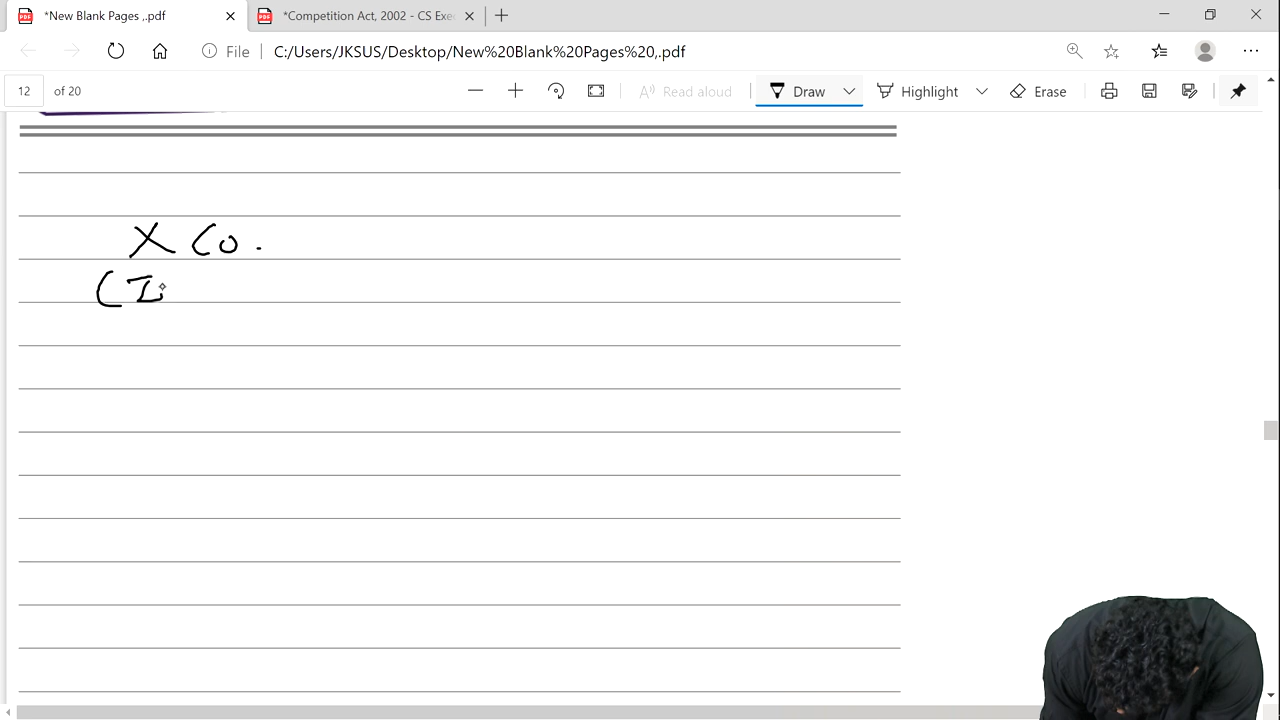 *New Blank Pages ,.pdf
*Competition Act, 2002 - CS Exe
File C:/Users/JKSUS/Desktop/New%20Blank%20Pages%20,.pdf
12 of 20 Read aloud Draw Highlight Erase
X Co.
(I